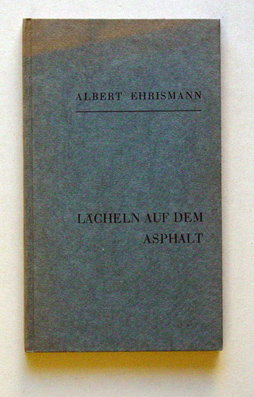 ALBERT EHRISMANN
LÄCHELN AUF DEM
ASPHALT